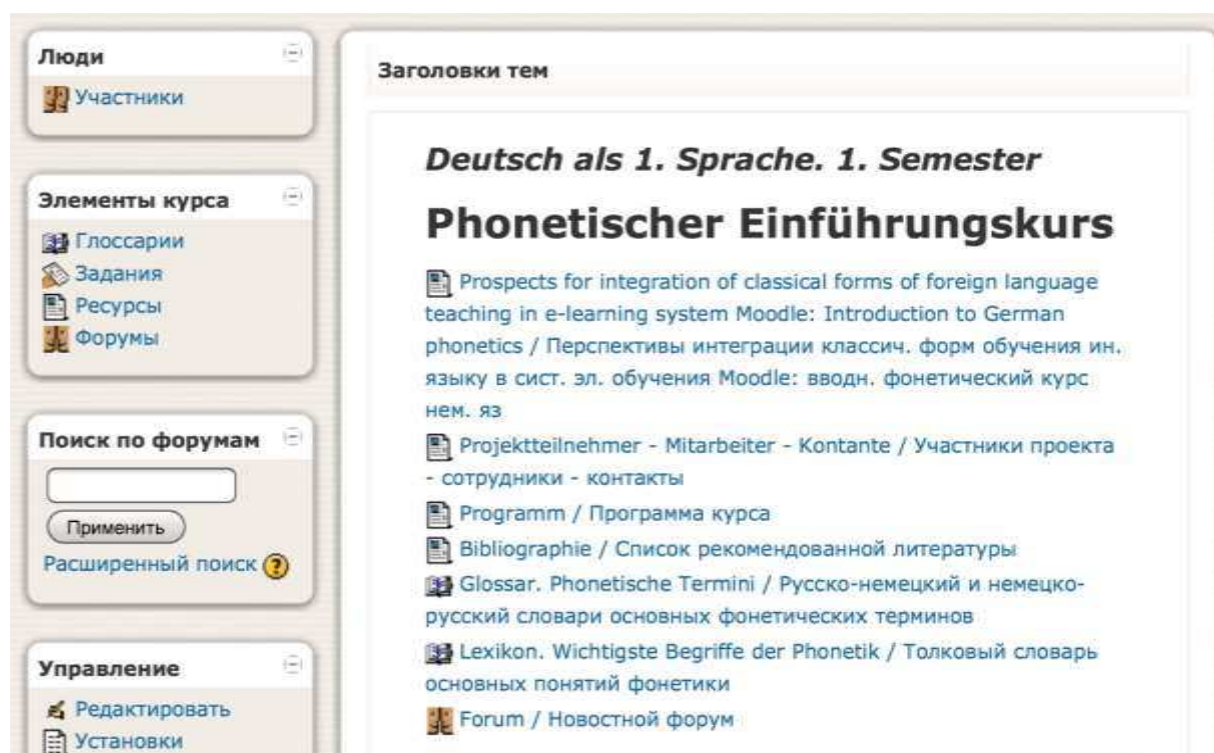 Люди
Участники
Элементы курса
Глоссарии
Задания
Ресурсы
Форумы
Поиск по форумам
Применить
Расширенный поиск ?
Управление
Редактировать
Установки
Заголовки тем
Deutsch als 1. Sprache. 1. Semester
Phonetischer Einführungskurs
Prospects for integration of classical forms of foreign language
teaching in e-learning system Moodle: Introduction to German
phonetics / Перспективы интеграции классич. форм обучения ин.
языку в сист. эл. обучения Moodle: вводн. фонетический курс
нем. яз
Projektteilnehmer - Mitarbeiter - Kontante / Участники проекта
- сотрудники - контакты
Programm / Программа курса
Bibliographie / Список рекомендованной литературы
Glossar. Phonetische Termini / Русско-немецкий и немецко-
русский словари основных фонетических терминов
Lexikon. Wichtigste Begriffe der Phonetik / Толковый словарь
основных понятий фонетики
Forum / Новостной форум